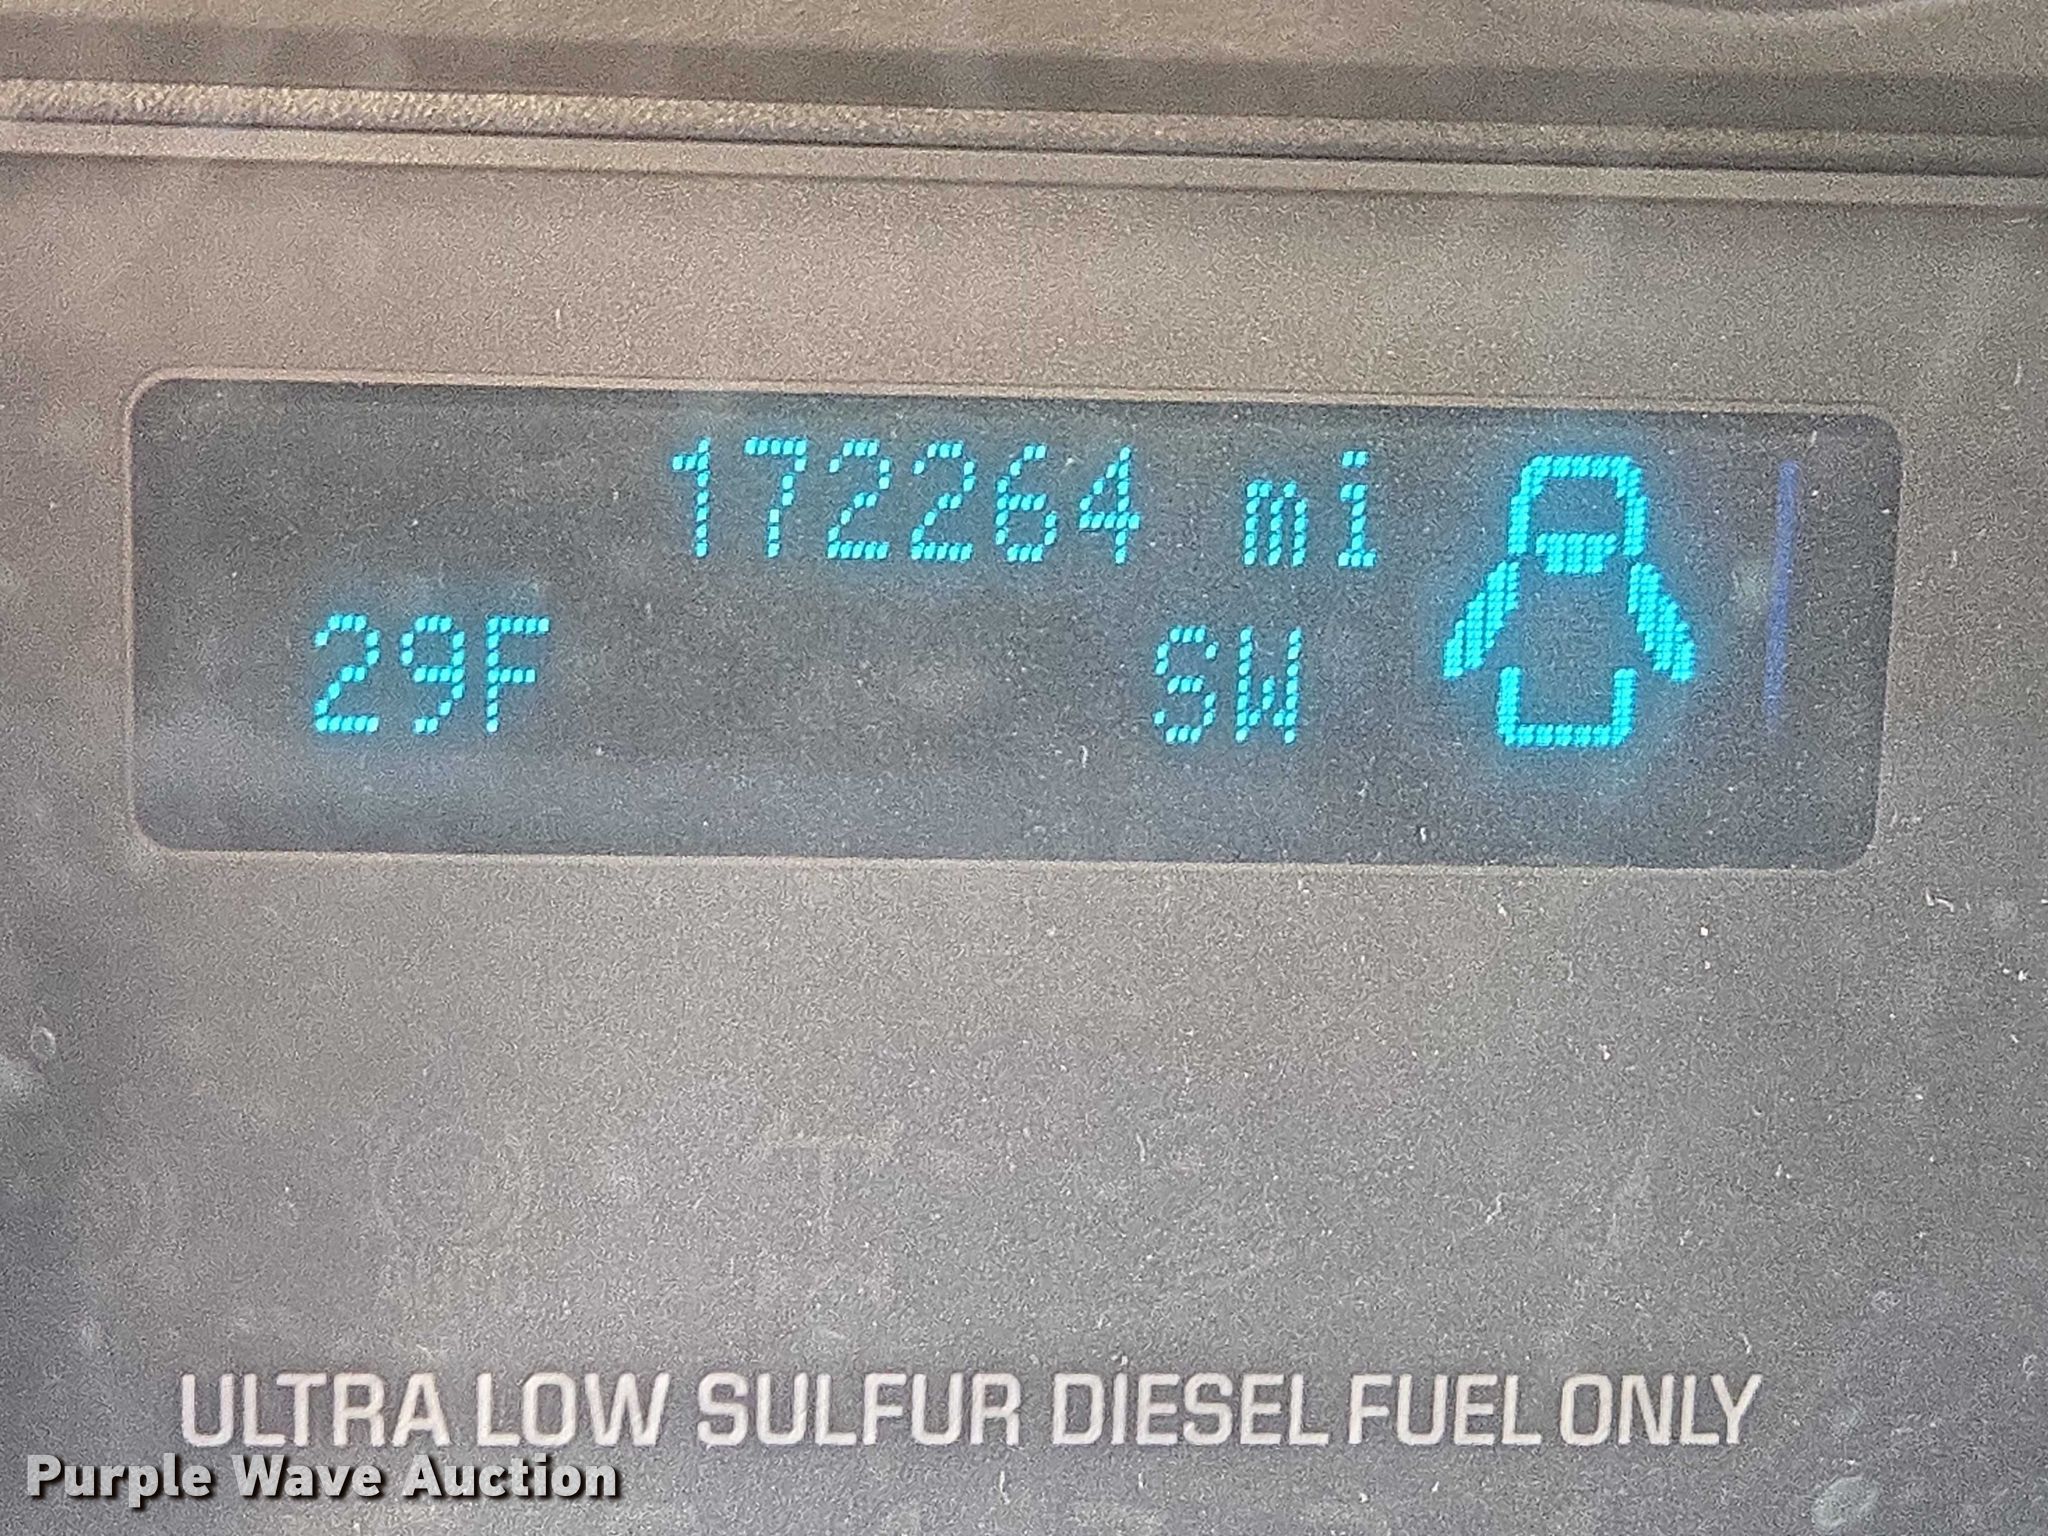 172264 mi
29F SW
ULTRA LOW SULFUR DIESEL FUEL ONLY
Purple Wave Auction